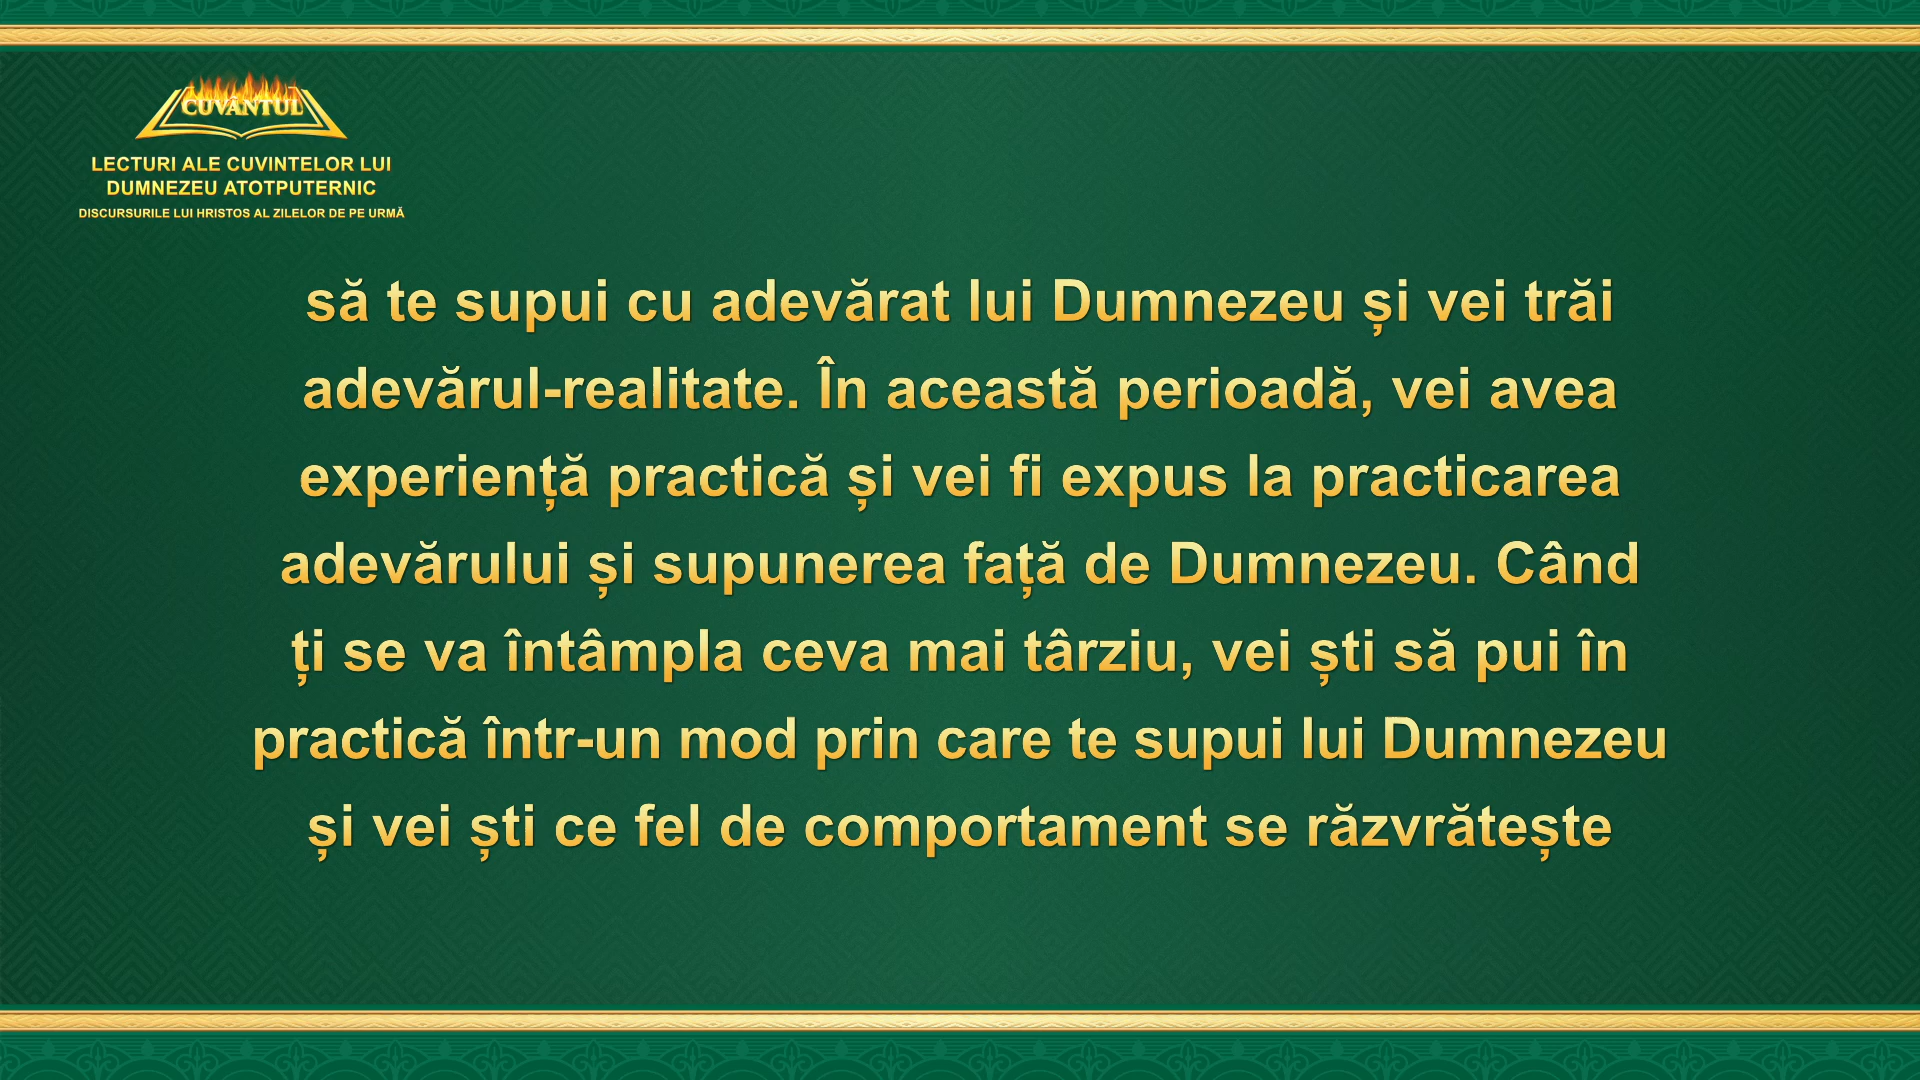 CUVÂNTUL
LECTURI ALE CUVINTELOR LUI
DUMNEZEU ATOTPUTERNIC
DISCURSURILE LUI HRISTOS AL ZILELOR DE PE URMĂ
să te supui cu adevărat lui Dumnezeu și vei trăi
adevărul-realitate. În această perioadă, vei avea
experiență practică și vei fi expus la practicarea
adevărului și supunerea față de Dumnezeu. Când
ți se va întâmpla ceva mai târziu, vei ști să pui în
practică într-un mod prin care te supui lui Dumnezeu
și vei ști ce fel de comportament se răzvrătește